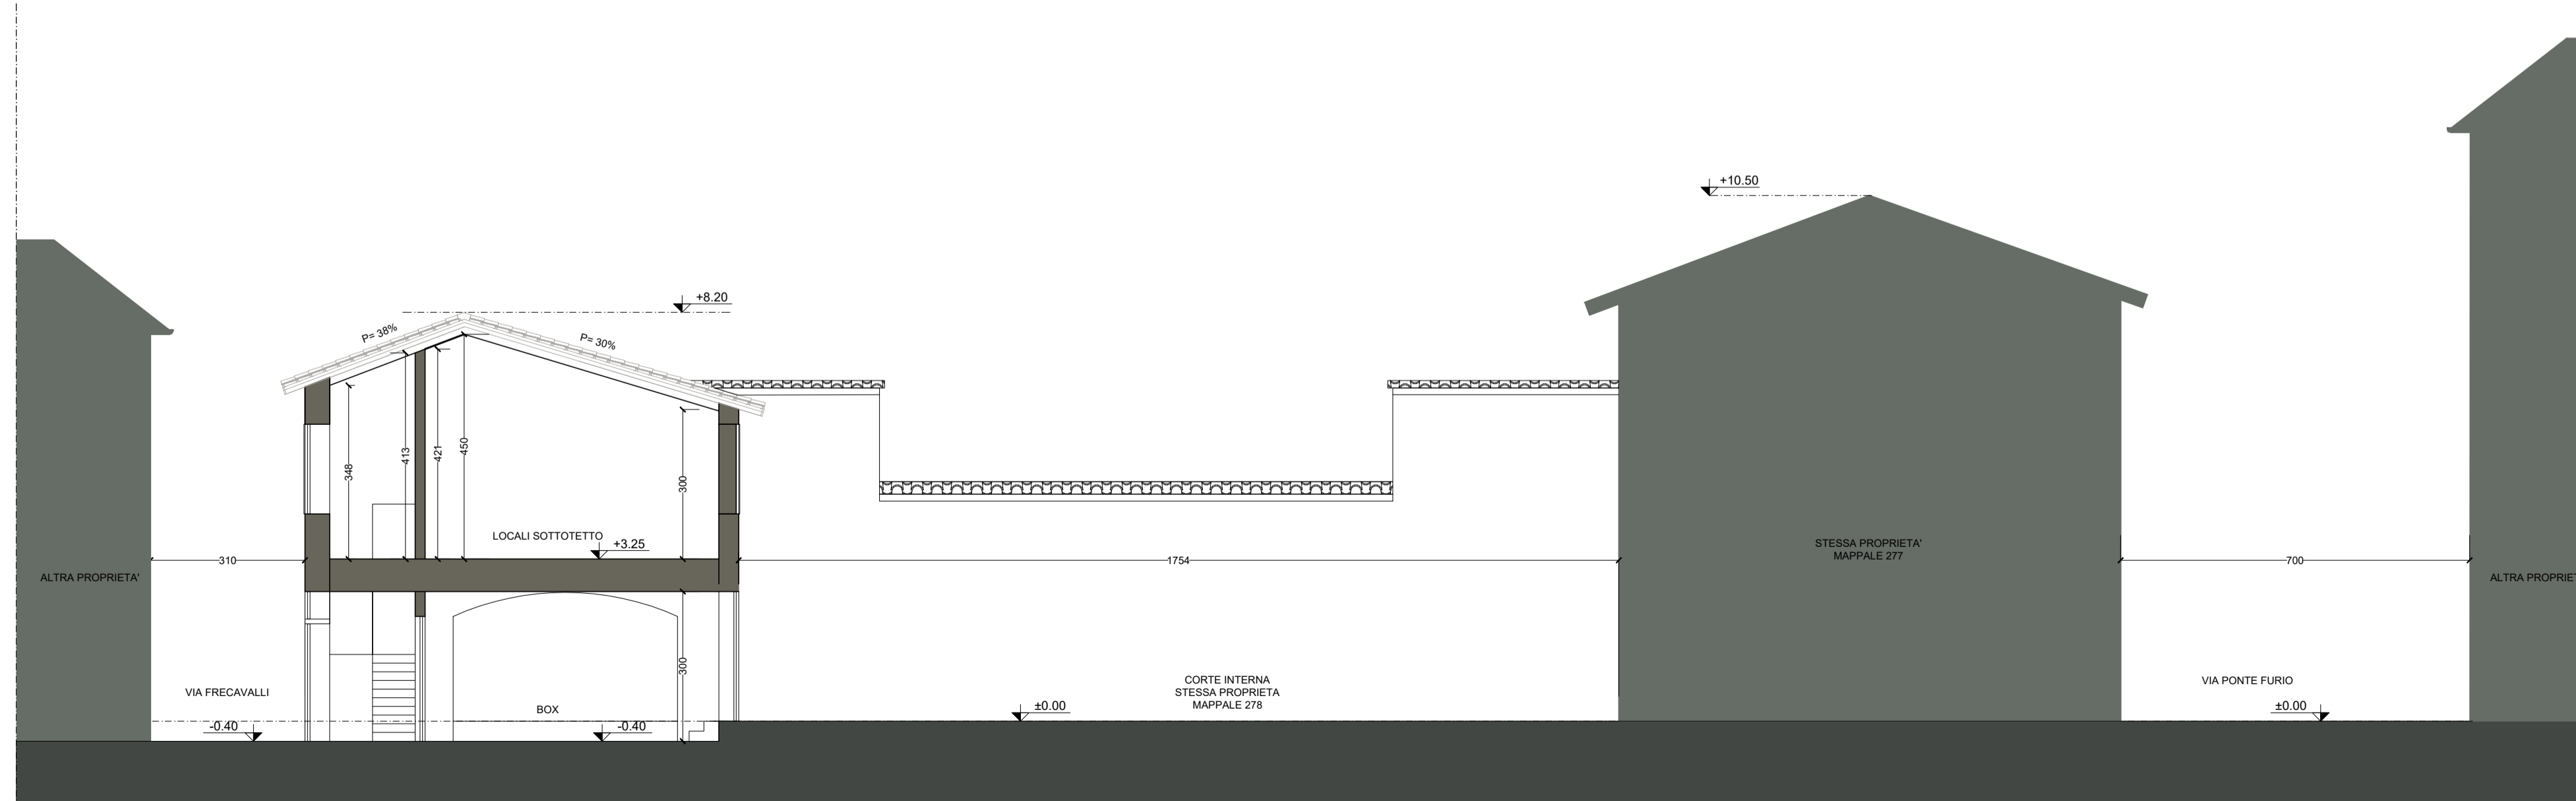 +10.50
+8.20
P= 38%
P= 30%
348
413
421
450
300
LOCALI SOTTOTETTO
+3.25
310
1754
700
STESSA PROPRIETA'
MAPPALE 277
ALTRA PROPRIETA'
ALTRA PROPRIET
300
VIA FRECAVALLI
BOX
CORTE INTERNA
STESSA PROPRIETA
MAPPALE 278
VIA PONTE FURIO
-0.40
-0.40
±0.00
±0.00